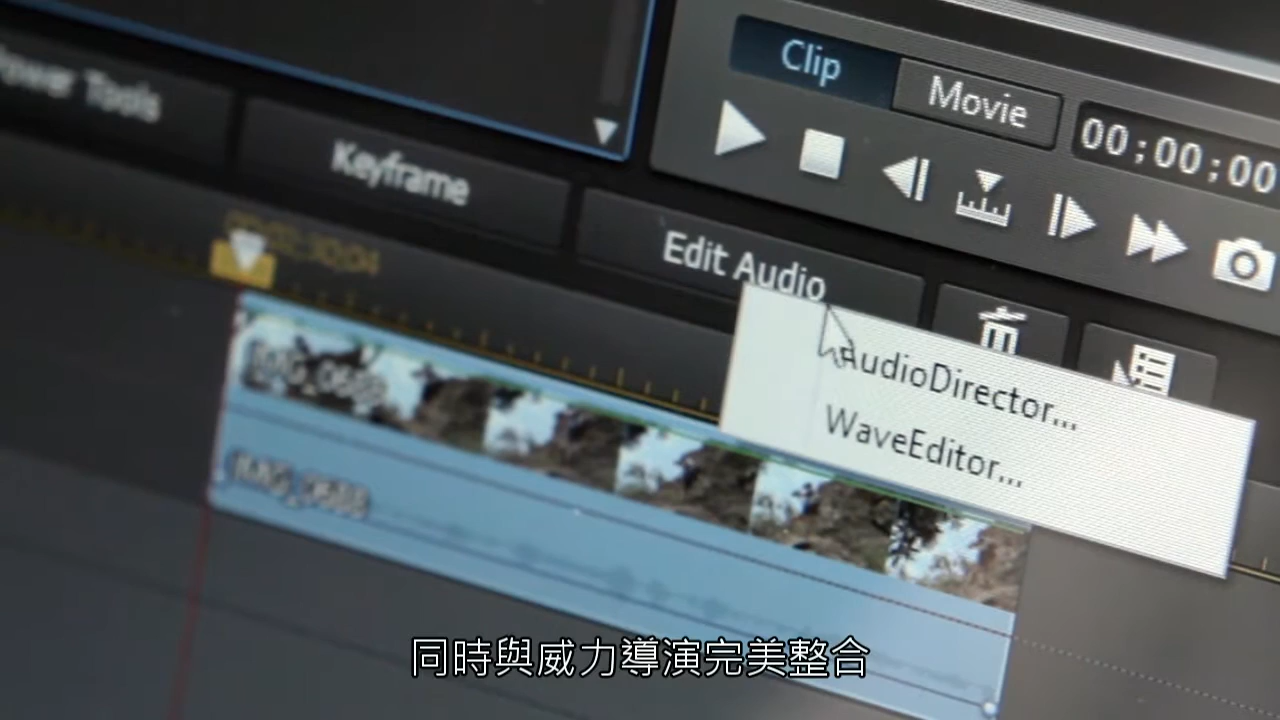 Power Tools
Keyframe
Edit Audio
Clip
Movie
00;00;00
AudioDirector...
WaveEditor...
IMG_0688
同時與威力導演完美整合